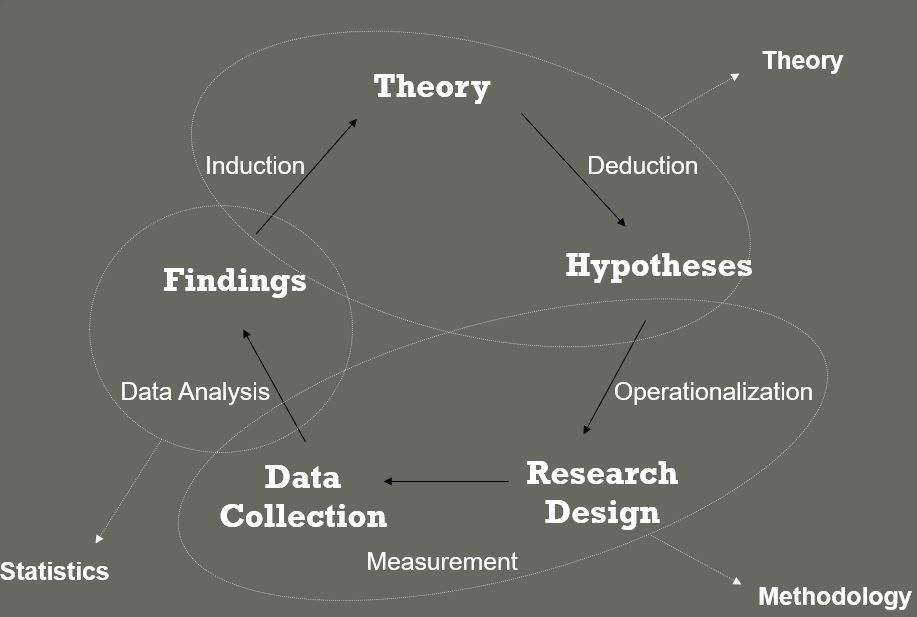 Theory
Theory
Induction
Deduction
Hypotheses
Findings
Data Analysis
Operationalization
Research
Design
Data
Collection
Measurement
Statistics
Methodology